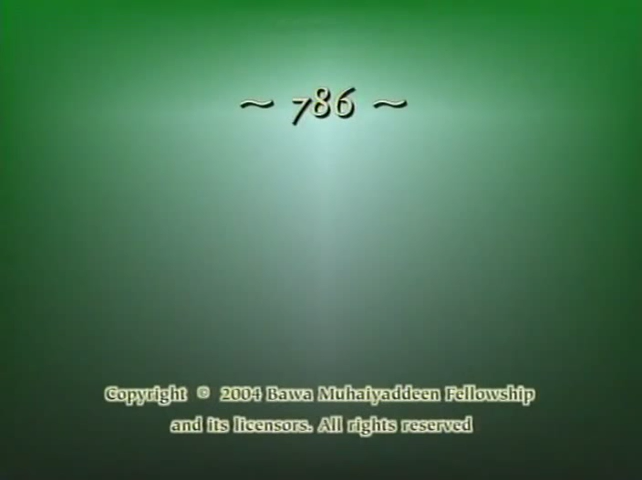 ~ 786 ~
Copyright © 2004 Bawa Muhaiyaddeen Fellowship
and its licensors. All rights reserved